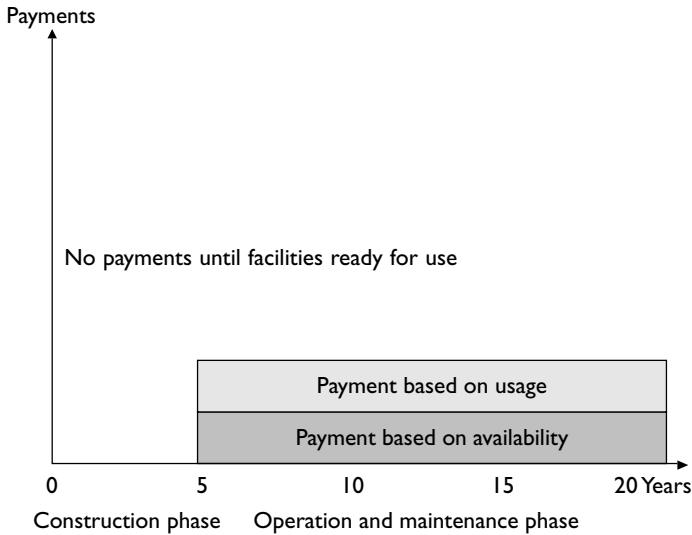 Payments
No payments until facilities ready for use
Payment based on usage
Payment based on availability
0 5 10 15 20 Years
Construction phase Operation and maintenance phase